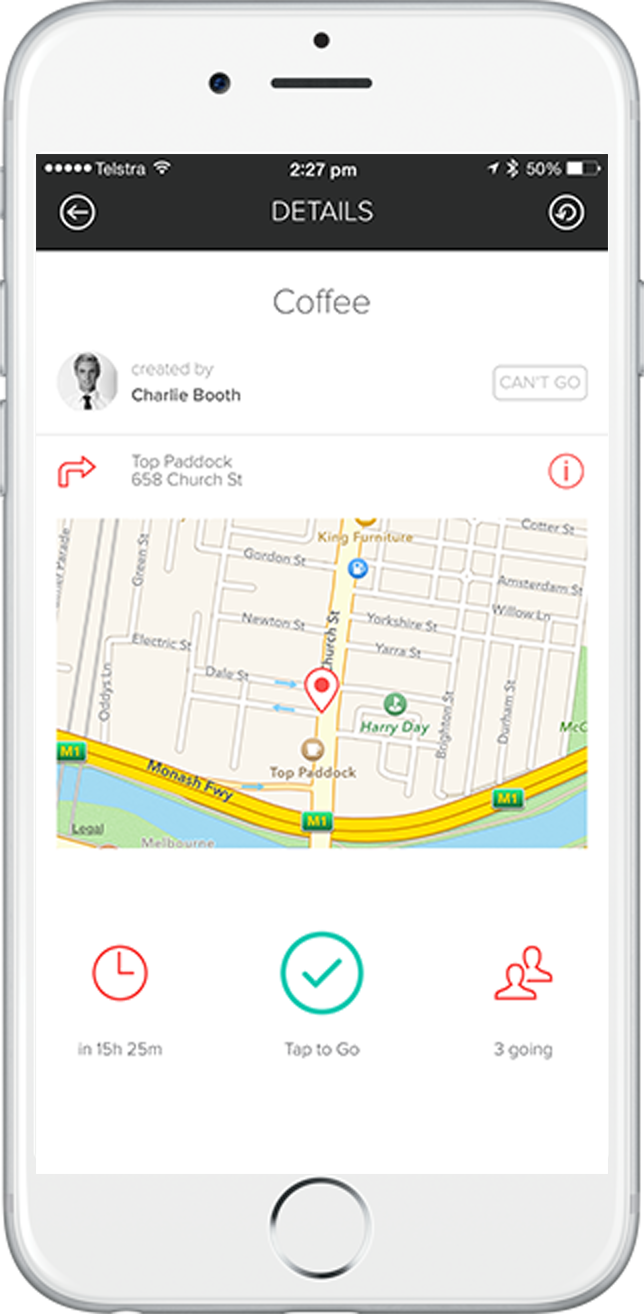 Telstra 2:27 pm 50%
DETAILS
Coffee
created by
Charlie Booth
CAN'T GO
Top Paddock
658 Church St
King Furniture
Cotter St
Gordon St
Green St
Amsterdam St
Willow Ln
Newton St
Yorkshire St
Church St
Electric St
Yarra St
Dale St
Oddys Ln
Harry Day
Brighton St
Durham St
McG
M1
Top Paddock
Monash Fwy
M1
M1
Legal
Melbourne
in 15h 25m
Tap to Go
3 going